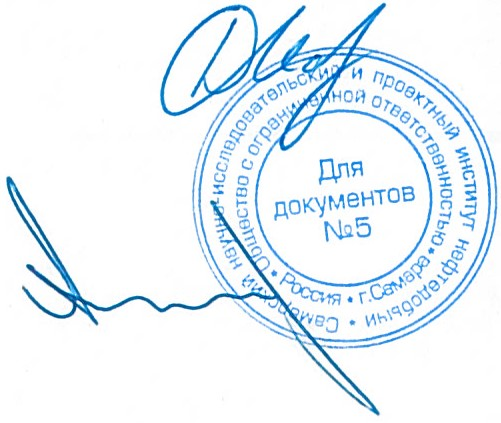 Самарский научно-исследовательский и проектный институт нефтедобычи *
Общество с ограниченной ответственностью *
Россия * г.Самара *
Для
документов
№5